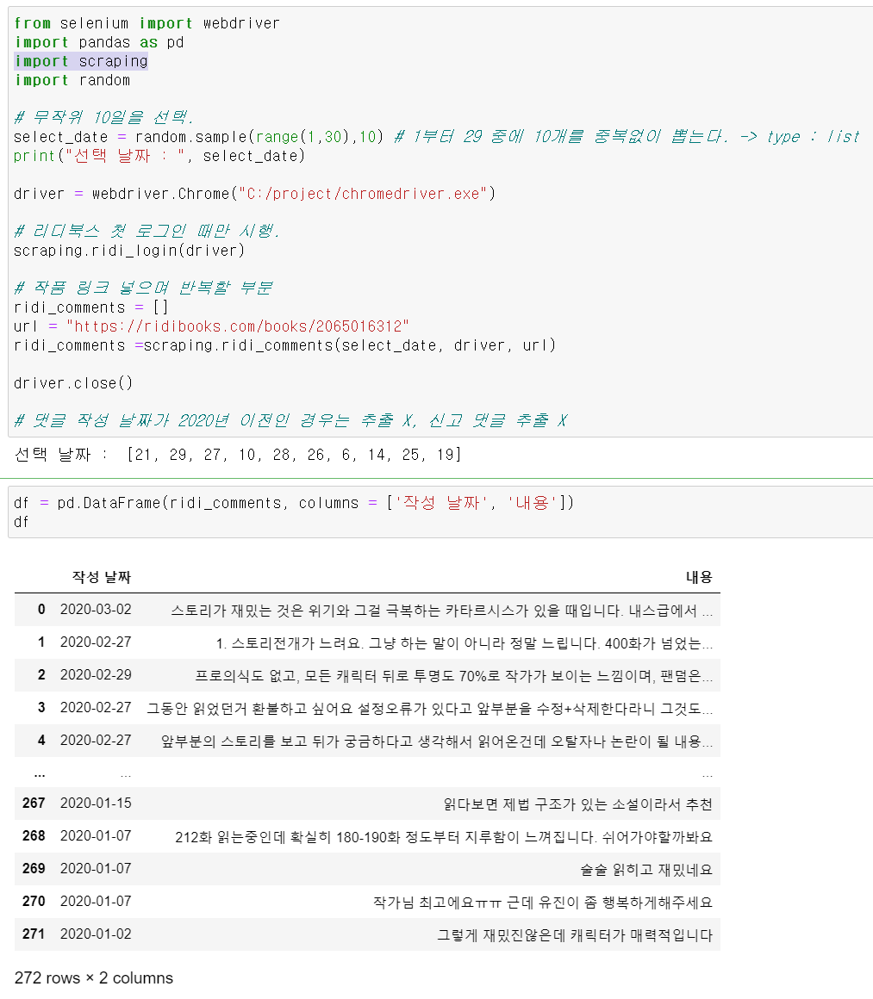 from selenium import webdriver
import pandas as pd
import scraping
import random
# 무작위 10일을 선택.
select_date = random.sample(range(1,30),10) # 1부터 29 중에 10개를 중복없이 뽑는다. -> type : list
print("선택 날짜 : ", select_date)
driver = webdriver.Chrome("C:/project/chromedriver.exe")
# 리디북스 첫 로그인 때만 시행.
scraping.ridi_login(driver)
# 작품 링크 넣으며 반복할 부분
ridi_comments = []
url = "https://ridibooks.com/books/2065016312"
ridi_comments =scraping.ridi_comments(select_date, driver, url)
driver.close()
# 댓글 작성 날짜가 2020년 이전인 경우는 추출 X, 신고 댓글 추출 X
선택 날짜 :  [21, 29, 27, 10, 28, 26, 6, 14, 25, 19]
df = pd.DataFrame(ridi_comments, columns = ['작성 날짜', '내용'])
df
작성 날짜 내용
0 2020-03-02 스토리가 재밌는 것은 위기와 그걸 극복하는 카타르시스가 있을 때입니다. 내스급에서 ...
1 2020-02-27 1. 스토리전개가 느려요. 그냥 하는 말이 아니라 정말 느립니다. 400화가 넘었는...
2 2020-02-29 프로의식도 없고, 모든 캐릭터 뒤로 투명도 70%로 작가가 보이는 느낌이며, 팬덤은...
3 2020-02-27 그동안 읽었던거 환불하고 싶어요 설정오류가 있다고 앞부분을 수정+삭제한다라니 그것도...
4 2020-02-27 앞부분의 스토리를 보고 뒤가 궁금하다고 생각해서 읽어온건데 오탈자나 논란이 될 내용...
... ... ...
267 2020-01-15 읽다보면 제법 구조가 있는 소설이라서 추천
268 2020-01-07 212화 읽는중인데 확실히 180-190화 정도부터 지루함이 느껴집니다. 쉬어가야할까봐요
269 2020-01-07 술술 읽히고 재밌네요
270 2020-01-07 작가님 최고에요ㅠㅠ 근데 유진이 좀 행복하게해주세요
271 2020-01-02 그렇게 재밌진않은데 캐릭터가 매력적입니다
272 rows × 2 columns